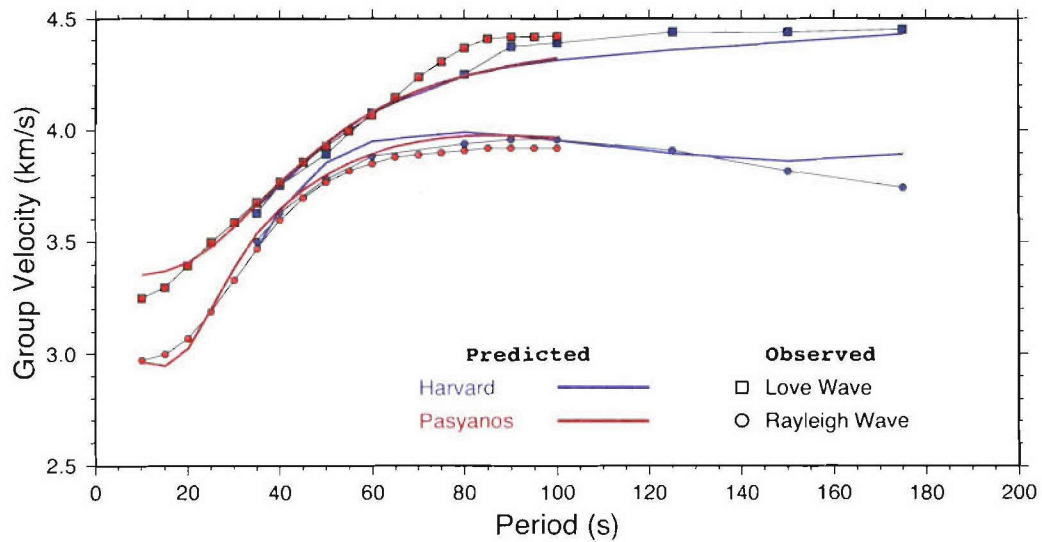 4.5
4.0
3.5
3.0
2.5
Group Velocity (km/s)
Predicted Observed
Harvard Love Wave
Pasyanos Rayleigh Wave
0 20 40 60 80 100 120 140 160 180 200
Period (s)